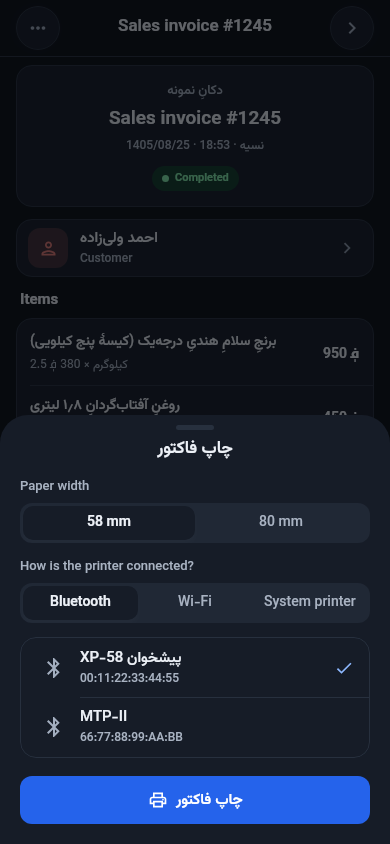 Sales invoice #1245
دکانِ نمونه
Sales invoice #1245
1405/08/25 · 18:53 · نسیه
Completed
احمد ولی‌زاده
Customer
Items
برنجِ سلامِ هندیِ درجه‌یک (کیسهٔ پنج کیلویی)
950 ؋
2.5 کیلوگرم × 380 ؋
روغنِ آفتاب‌گردانِ ۱٫۸ لیتری
450 ؋
چاپ فاکتور
Paper width
58 mm
80 mm
How is the printer connected?
Bluetooth
Wi-Fi
System printer
XP-58 پیشخوان
00:11:22:33:44:55
MTP-II
66:77:88:99:AA:BB
چاپ فاکتور